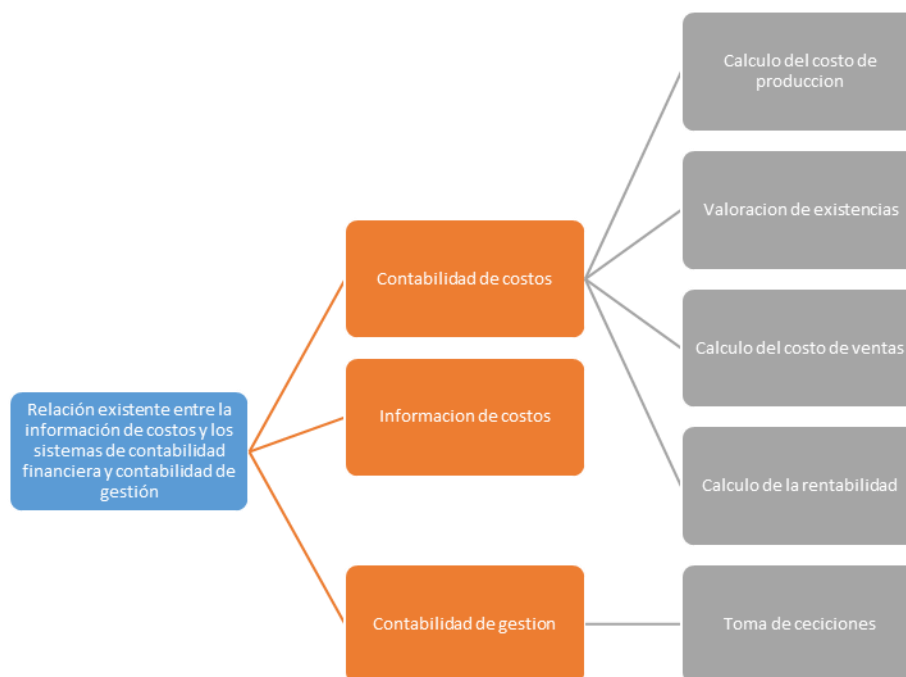 Calculo del costo de
produccion
Valoracion de existencias
Contabilidad de costos
Calculo del costo de ventas
Relación existente entre la
información de costos y los
sistemas de contabilidad
financiera y contabilidad de
gestión
Informacion de costos
Calculo de la rentabilidad
Contabilidad de gestion
Toma de ceciciones